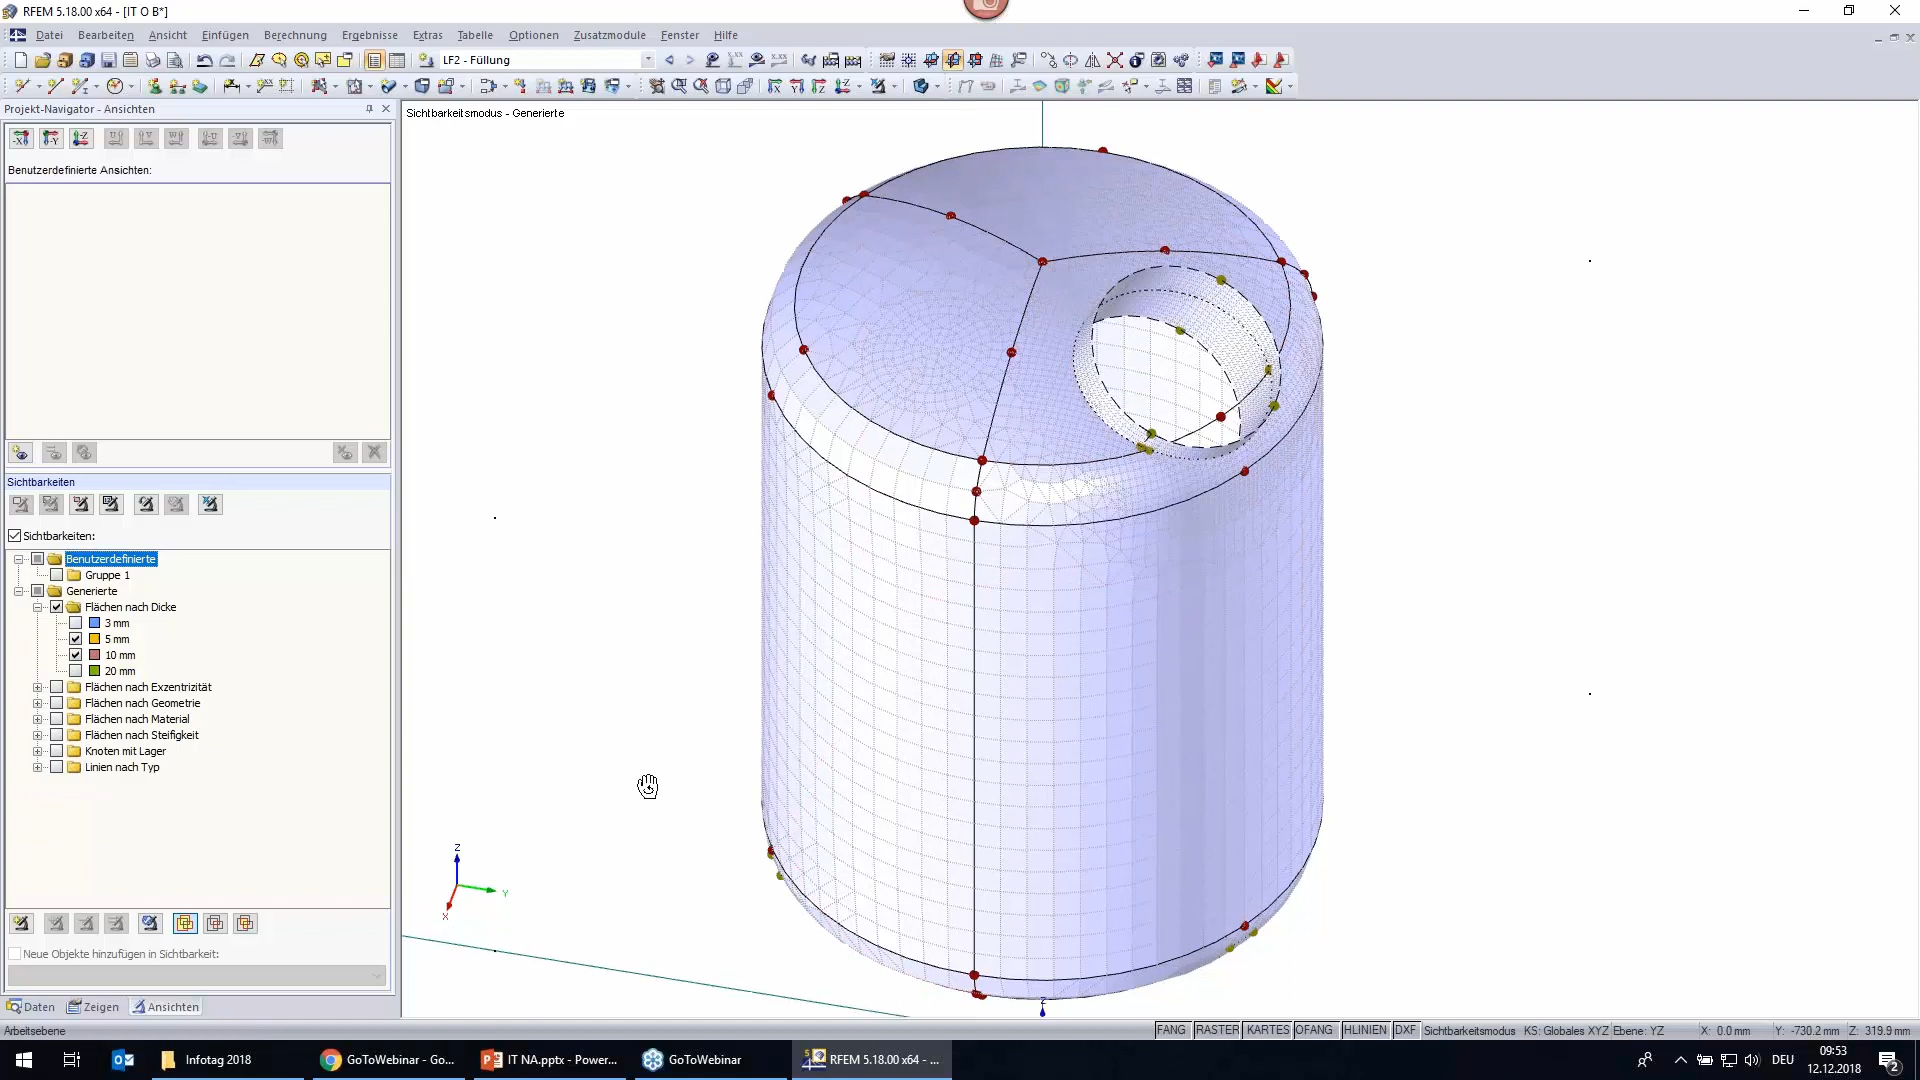 RFEM 5.18.00 x64 - [IT O B*]
Datei Bearbeiten Ansicht Einfügen Berechnung Ergebnisse Extras Tabelle Optionen Zusatzmodule Fenster Hilfe
LF2 - Füllung
Projekt-Navigator - Ansichten
Benutzerdefinierte Ansichten:
Sichtbarkeiten
Sichtbarkeiten:
Benutzerdefinierte
Gruppe 1
Generierte
Flächen nach Dicke
3 mm
5 mm
10 mm
20 mm
Flächen nach Exzentrizität
Flächen nach Geometrie
Flächen nach Material
Flächen nach Steifigkeit
Knoten mit Lager
Linien nach Typ
Neue Objekte hinzufügen in Sichtbarkeit:
Daten Zeigen Ansichten
Sichtbarkeitsmodus - Generierte
Z
Y
X
Z
Arbeitsebene
FANG RASTER KARTES OFANG HLINIEN DXF Sichtbarkeitsmodus KS: Globales XYZ Ebene: YZ X: 0.0 mm Y: -730.2 mm Z: 319.9 mm
Infotag 2018 GoToWebinar - Go... IT NA.pptx - Power... GoToWebinar RFEM 5.18.00 x64 - ...
DEU
09:53
12.12.2018
2